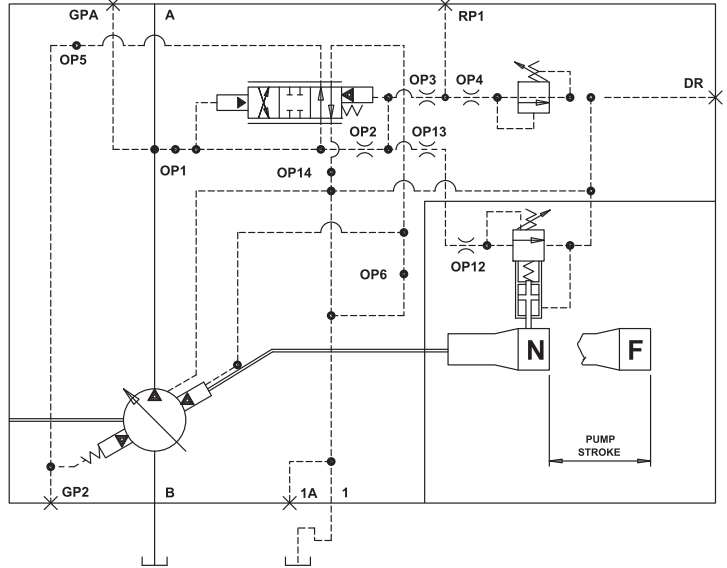 GPA
A
RP1
OP5
OP3
OP4
DR
OP2
OP13
OP1
OP14
OP12
OP6
N
F
PUMP
STROKE
GP2
B
1A
1